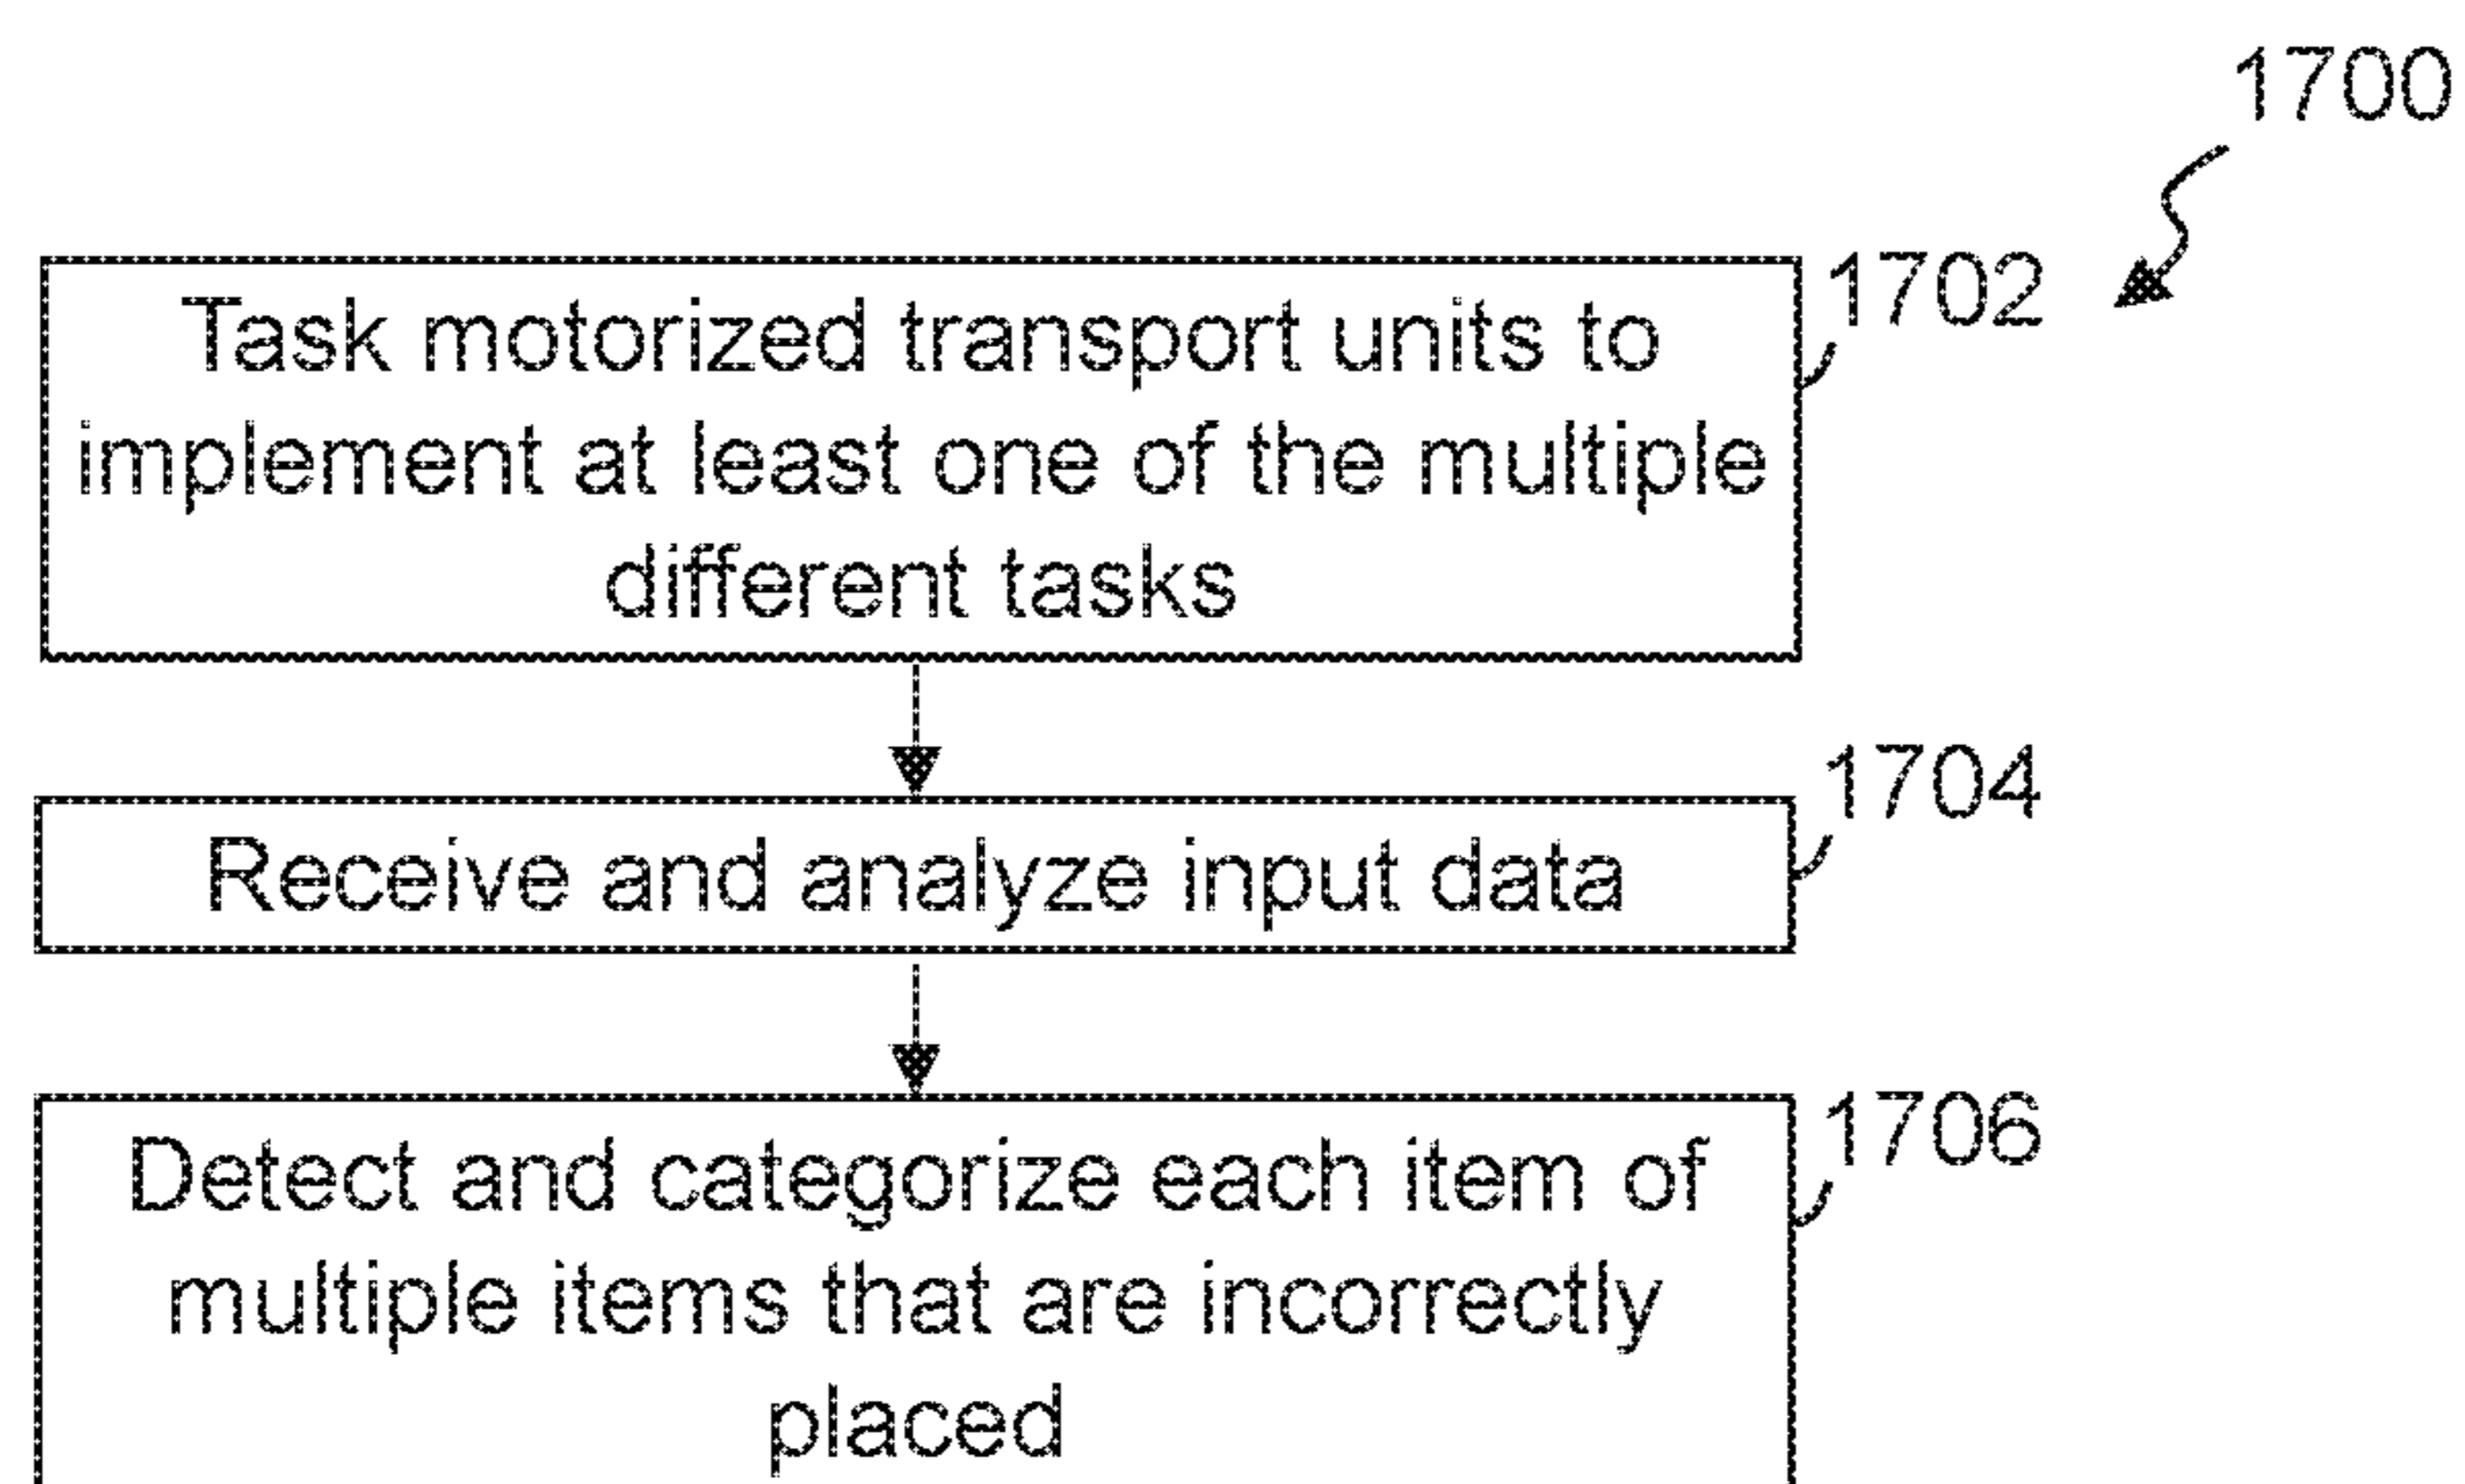 1700
1702
Task motorized transport units to
implement at least one of the multiple
different tasks
1704
Receive and analyze input data
1706
Detect and categorize each item of
multiple items that are incorrectly
placed